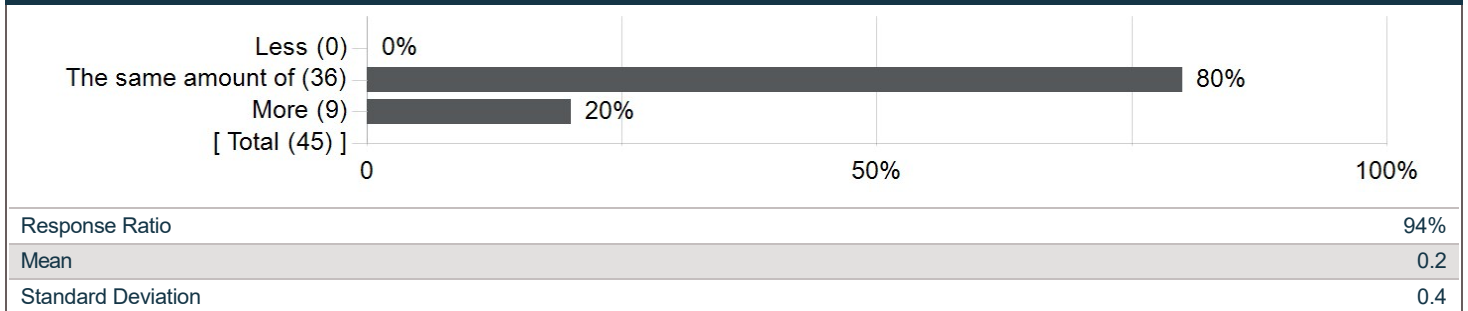 Less (0) 0%
The same amount of (36) 80%
More (9) 20%
[ Total (45) ]
0 50% 100%
Response Ratio 94%
Mean 0.2
Standard Deviation 0.4